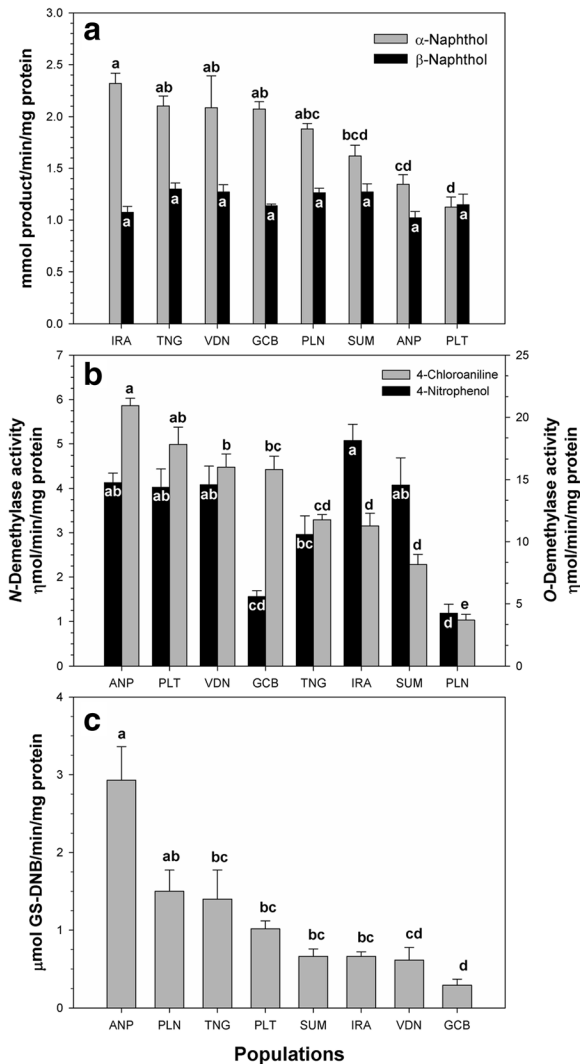 a
α-Naphthol
β-Naphthol
mmol product/min/mg protein
3.0
2.5
2.0
1.5
1.0
0.5
0.0
a ab ab ab abc bcd cd d
a a a a a a a a
IRA TNG VDN GCB PLN SUM ANP PLT
b
4-Chloroaniline
4-Nitrophenol
N-Demethylase activity
ηmol/min/mg protein
O-Demethylase activity
ηmol/min/mg protein
7
6
5
4
3
2
1
0
25
20
15
10
5
0
a ab b bc cd d d e
ab ab ab cd bc a ab d
ANP PLT VDN GCB TNG IRA SUM PLN
c
μmol GS-DNB/min/mg protein
4
3
2
1
0
a ab bc bc bc bc cd d
ANP PLN TNG PLT SUM IRA VDN GCB
Populations